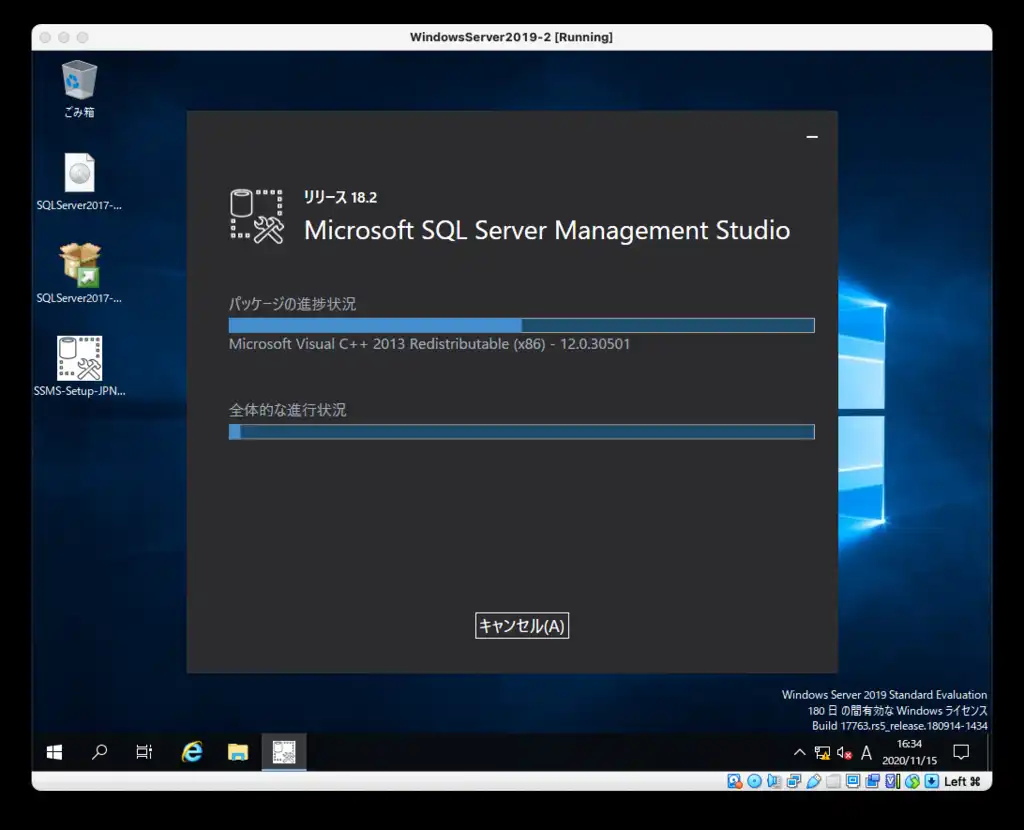 WindowsServer2019-2 [Running]
ごみ箱
SQLServer2017-...
SQLServer2017-...
SSMS-Setup-JPN...
リリース 18.2
Microsoft SQL Server Management Studio
パッケージの進捗状況
Microsoft Visual C++ 2013 Redistributable (x86) - 12.0.30501
全体的な進行状況
キャンセル(A)
Windows Server 2019 Standard Evaluation
180 日 の間有効な Windows ライセンス
Build 17763.rs5_release.180914-1434
A
16:34
2020/11/15
Left ⌘